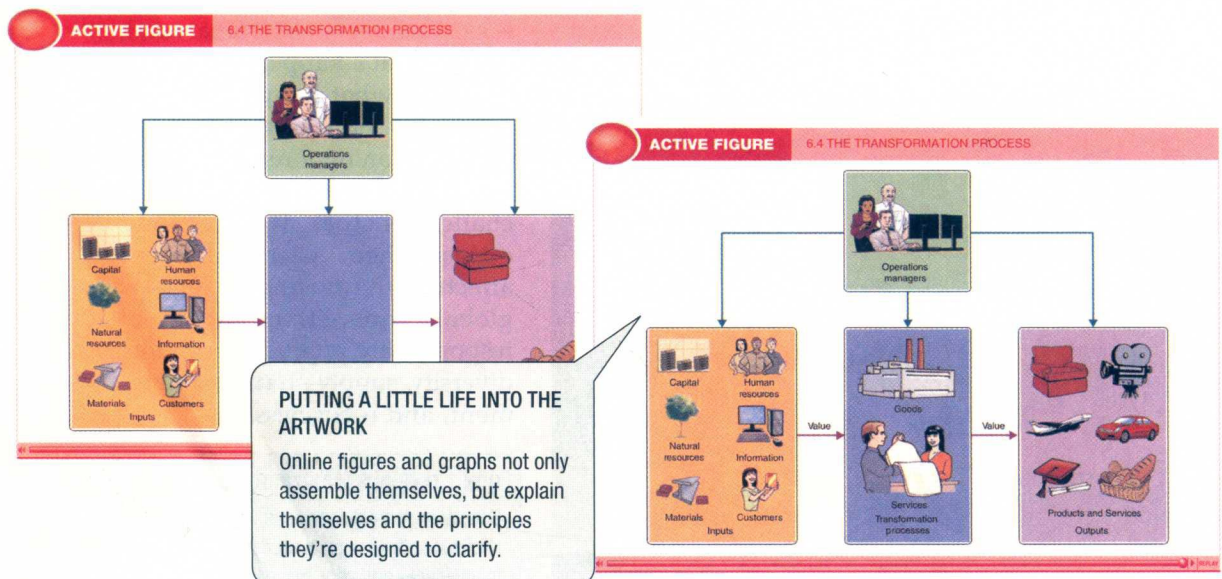 ACTIVE FIGURE 6.4 THE TRANSFORMATION PROCESS
Operations
managers
Capital
Human
resources
Natural
resources
Information
Materials
Customers
Inputs
PUTTING A LITTLE LIFE INTO THE
ARTWORK
Online figures and graphs not only
assemble themselves, but explain
themselves and the principles
they're designed to clarify.
ACTIVE FIGURE 6.4 THE TRANSFORMATION PROCESS
Operations
managers
Capital
Human
resources
Natural
resources
Information
Materials
Customers
Inputs
Value
Goods
Services
Transformation
processes
Value
Products and Services
Outputs
REPLAY